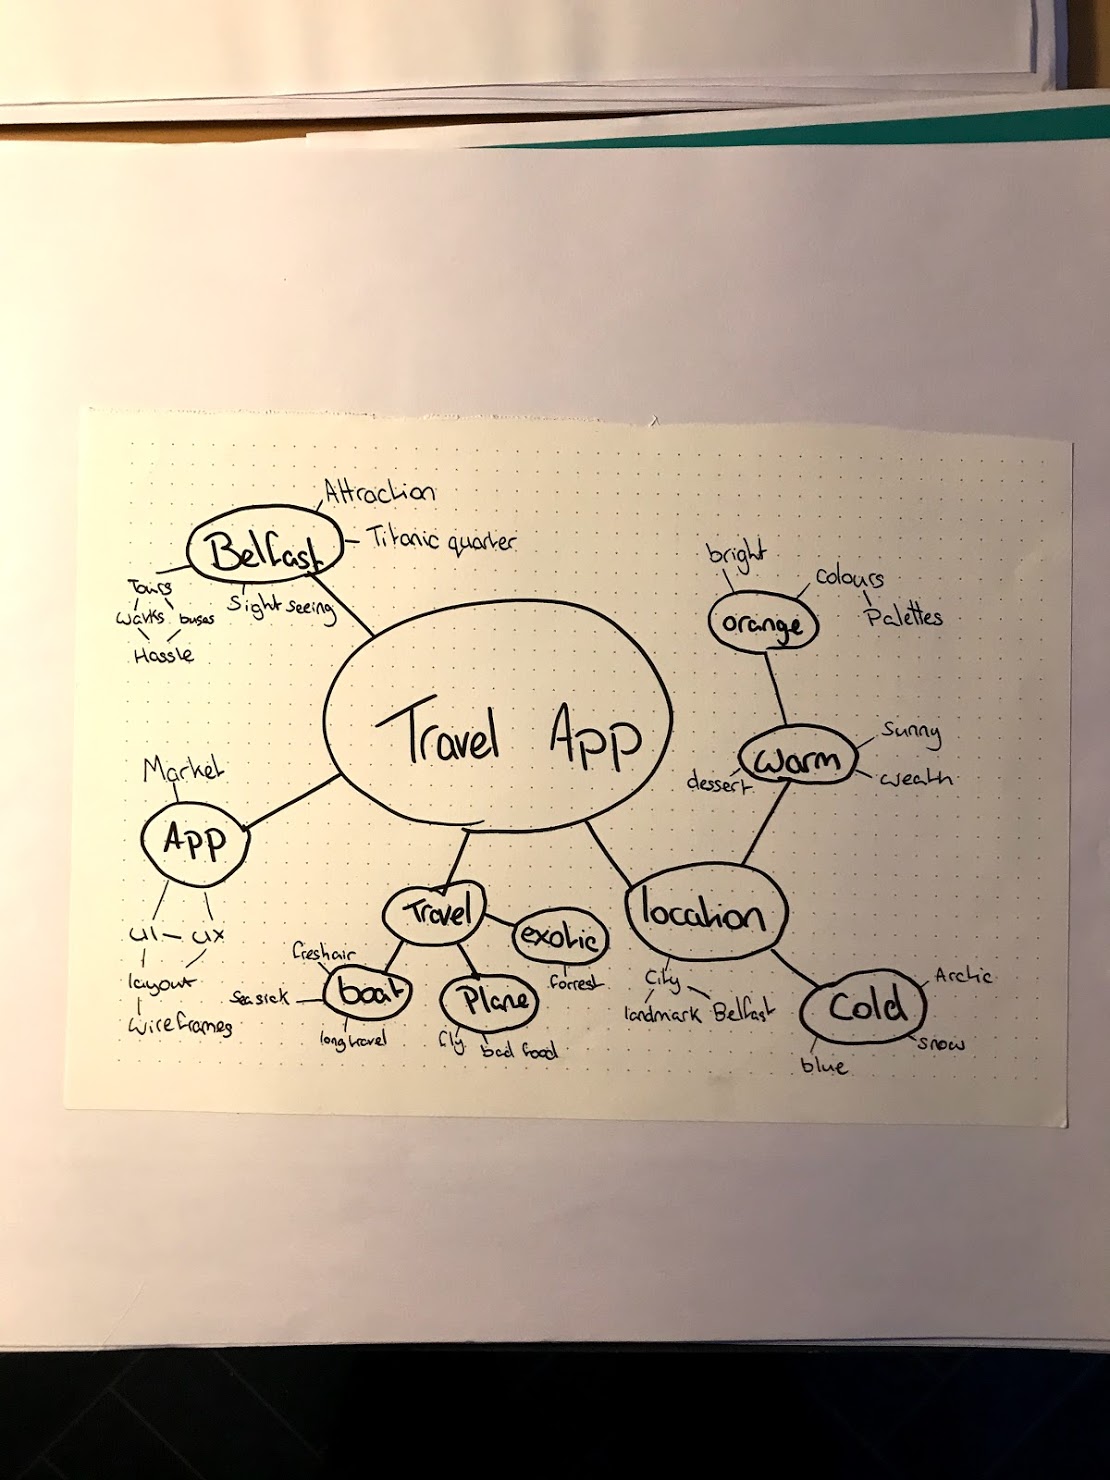 Attraction
Belfast
Titanic quarter
Tours
Sight seeing
walks
buses
Hassle
bright
colours
orange
Palettes
Travel App
warm
sunny
dessert
wealth
Market
App
UI
UX
layout
wireframes
Travel
exotic
forrest
freshair
boat
seasick
long travel
Plane
fly
bad food
location
City
landmark
Belfast
Cold
Arctic
snow
blue